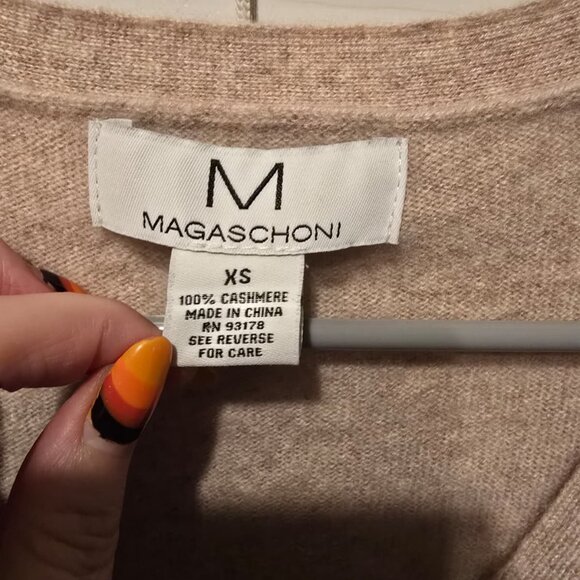 M
MAGASCHONI
XS
100% CASHMERE
MADE IN CHINA
RN 93178
SEE REVERSE
FOR CARE